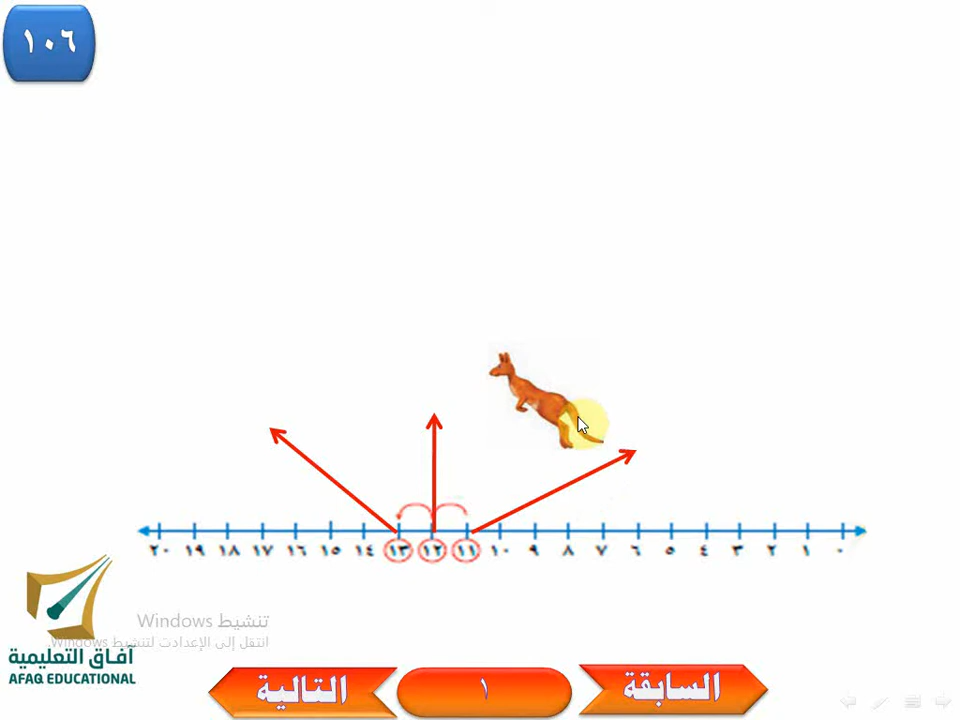 ١٠٦
٢٠ ١٩ ١٨ ١٧ ١٦ ١٥ ١٤ ١٣ ١٢ ١١ ١٠ ٩ ٨ ٧ ٦ ٥ ٤ ٣ ٢ ١ ٠
تنشيط Windows
انتقل إلى الإعدادت لتنشيط Windows.
آفاق التعليمية
AFAQ EDUCATIONAL
السابقة
١
التالية